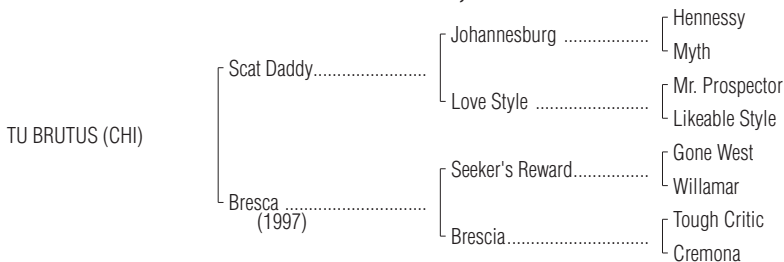 Hennessy
Johannesburg ..................
Myth
Scat Daddy........................
Mr. Prospector
Love Style ........................
Likeable Style
TU BRUTUS (CHI)
Gone West
Seeker's Reward................
Willamar
Bresca ..............................
(1997)
Tough Critic
Brescia..............................
Cremona